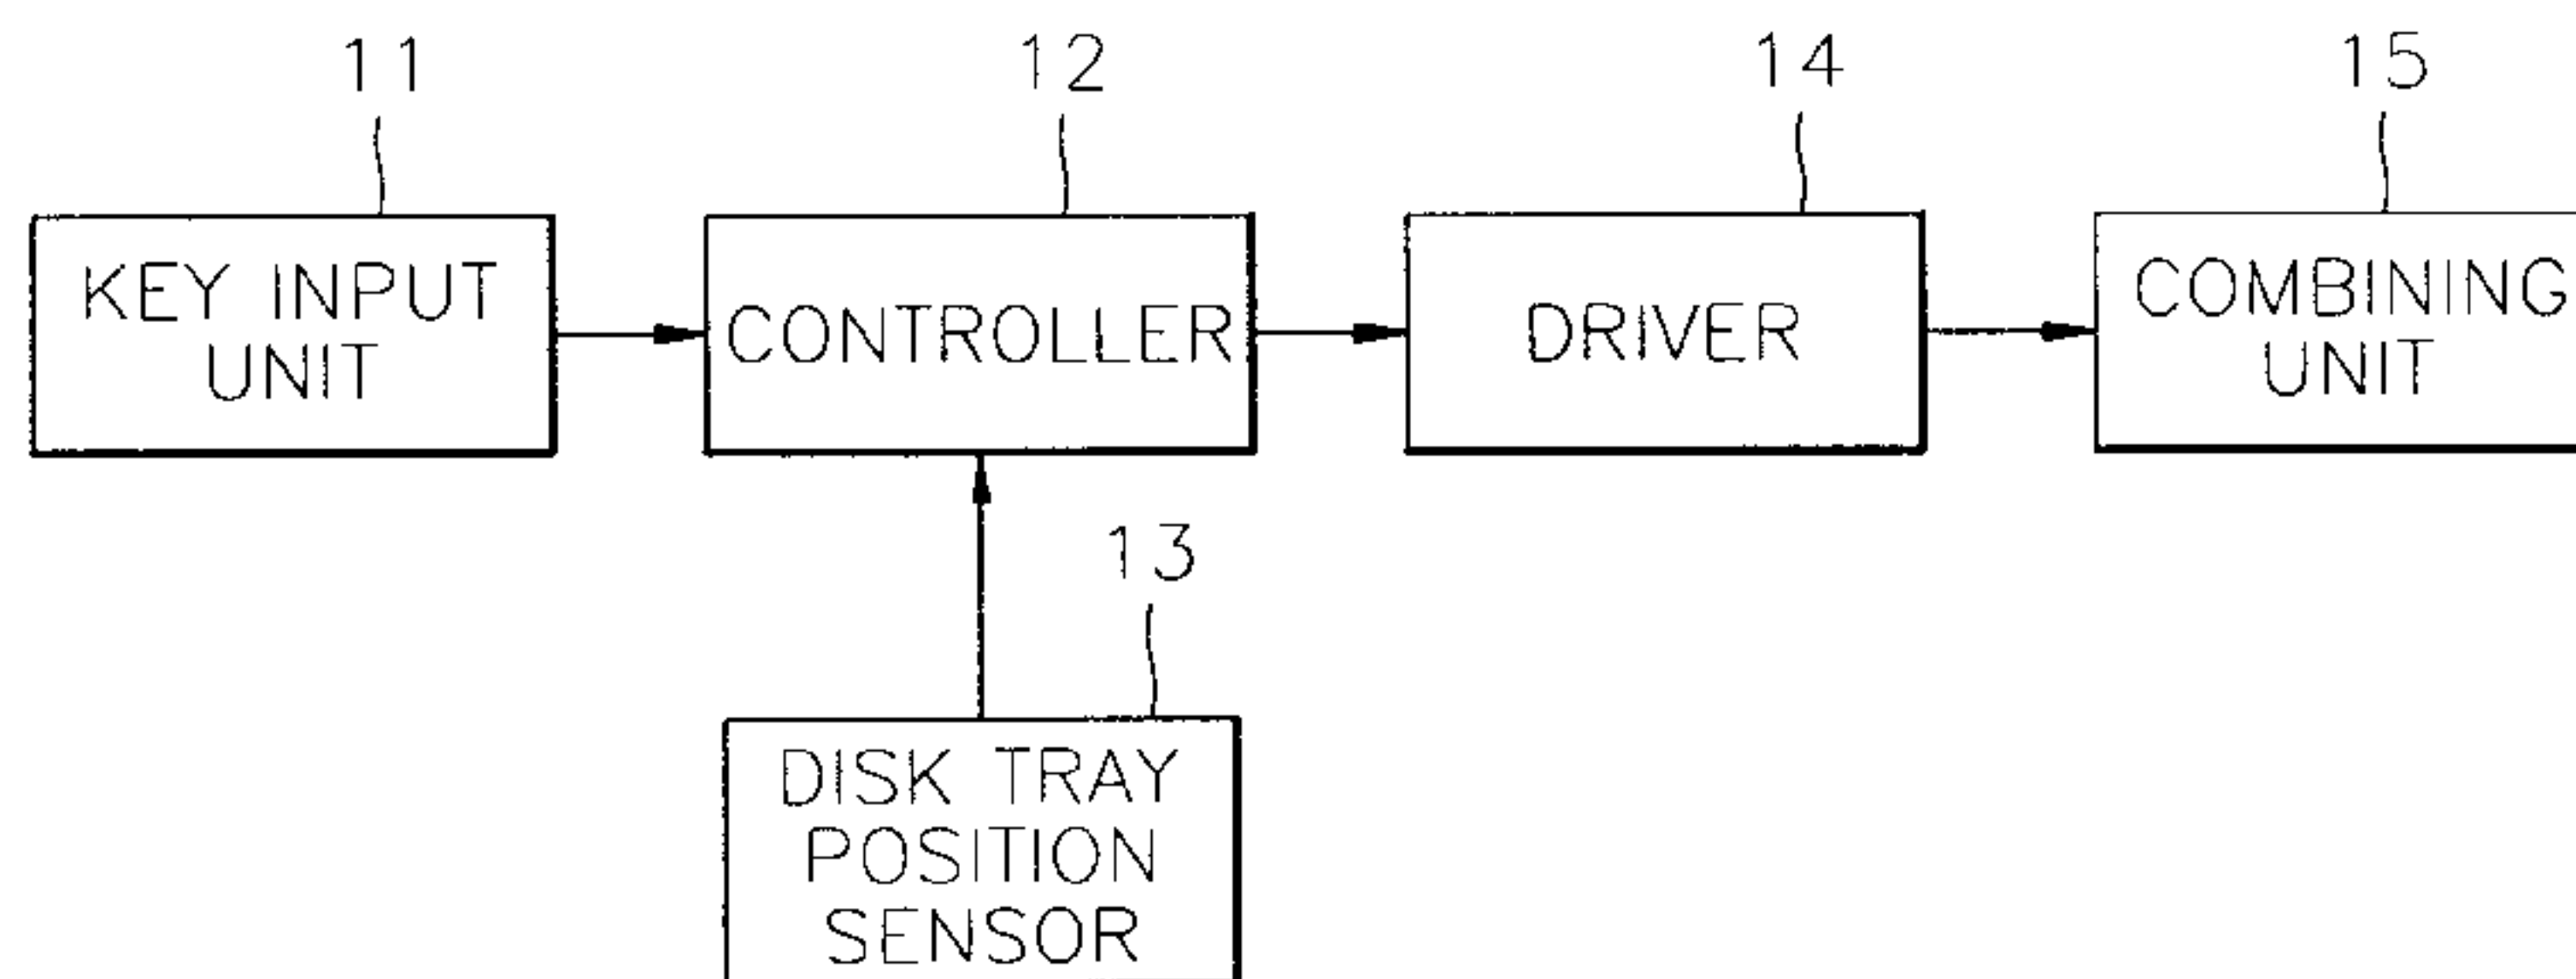 11
12
14
15
KEY INPUT
UNIT
CONTROLLER
DRIVER
COMBINING
UNIT
13
DISK TRAY
POSITION
SENSOR